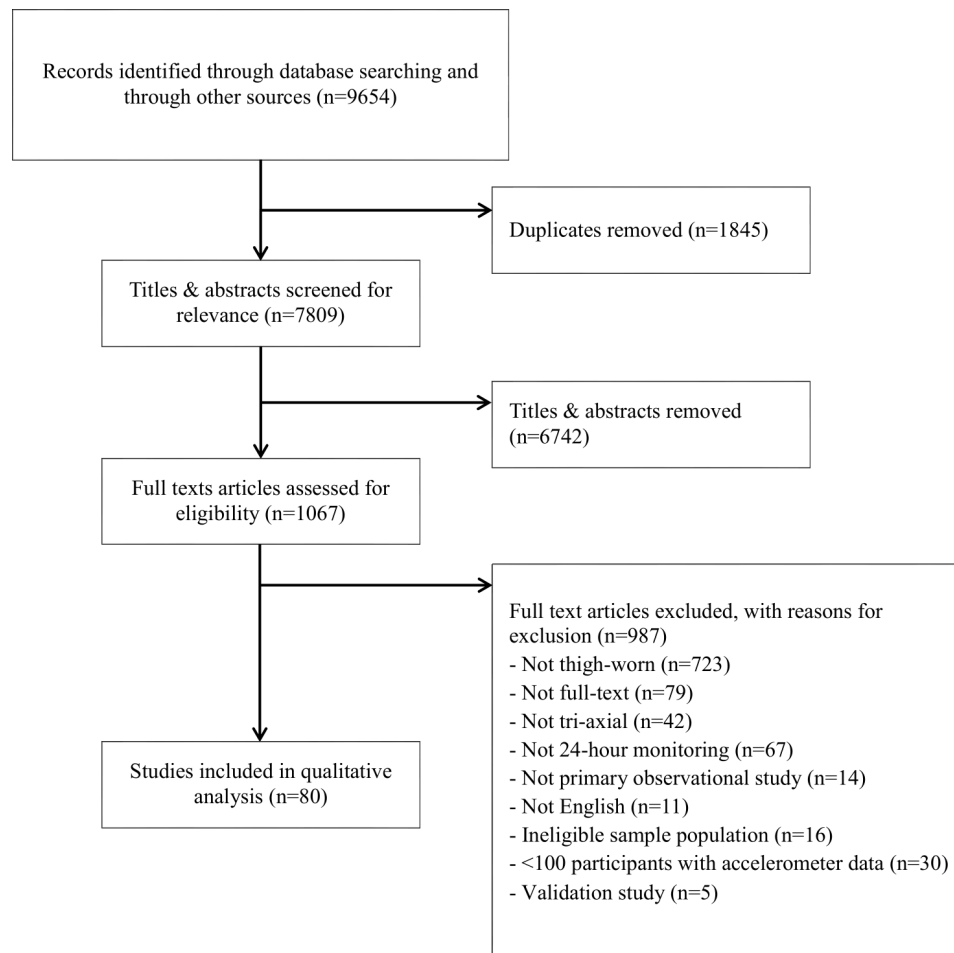 Records identified through database searching and
through other sources (n=9654)
Duplicates removed (n=1845)
Titles & abstracts screened for
relevance (n=7809)
Titles & abstracts removed
(n=6742)
Full texts articles assessed for
eligibility (n=1067)
Full text articles excluded, with reasons for
exclusion (n=987)
- Not thigh-worn (n=723)
- Not full-text (n=79)
- Not tri-axial (n=42)
- Not 24-hour monitoring (n=67)
- Not primary observational study (n=14)
- Not English (n=11)
- Ineligible sample population (n=16)
- <100 participants with accelerometer data (n=30)
- Validation study (n=5)
Studies included in qualitative
analysis (n=80)